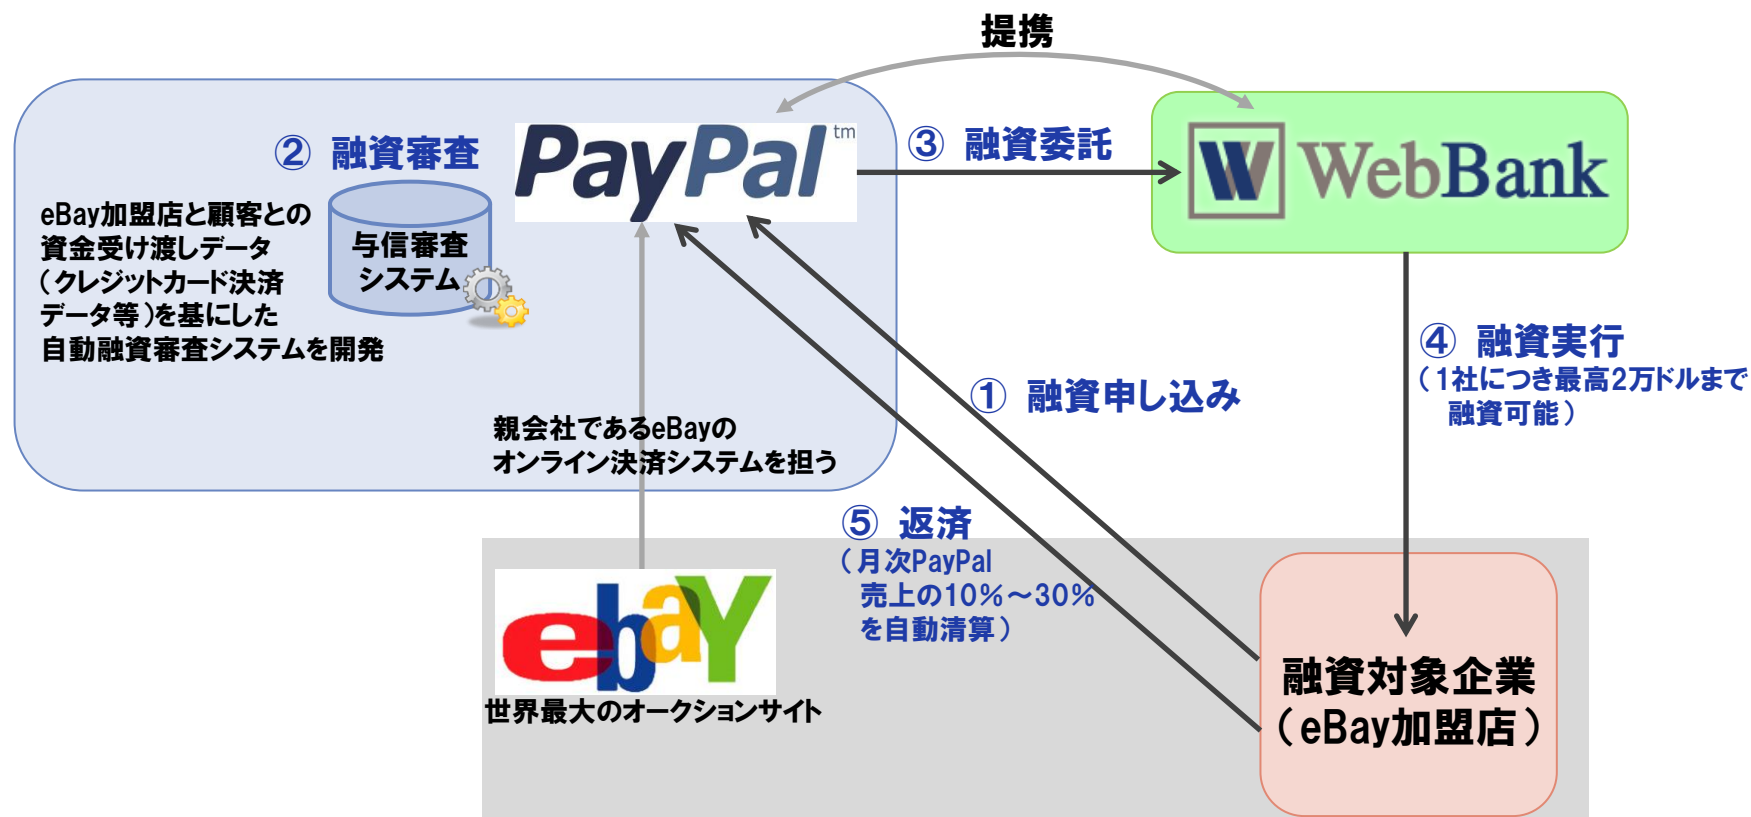 提携
② 融資審査
PayPal
tm
③ 融資委託
WebBank
eBay加盟店と顧客との
資金受け渡しデータ
（クレジットカード決済
データ等）を基にした
自動融資審査システムを開発
与信審査
システム
④ 融資実行
（1社につき最高2万ドルまで
融資可能）
① 融資申し込み
親会社であるeBayの
オンライン決済システムを担う
⑤ 返済
（月次PayPal
売上の10％～30％
を自動清算）
ebaY
世界最大のオークションサイト
融資対象企業
（eBay加盟店）